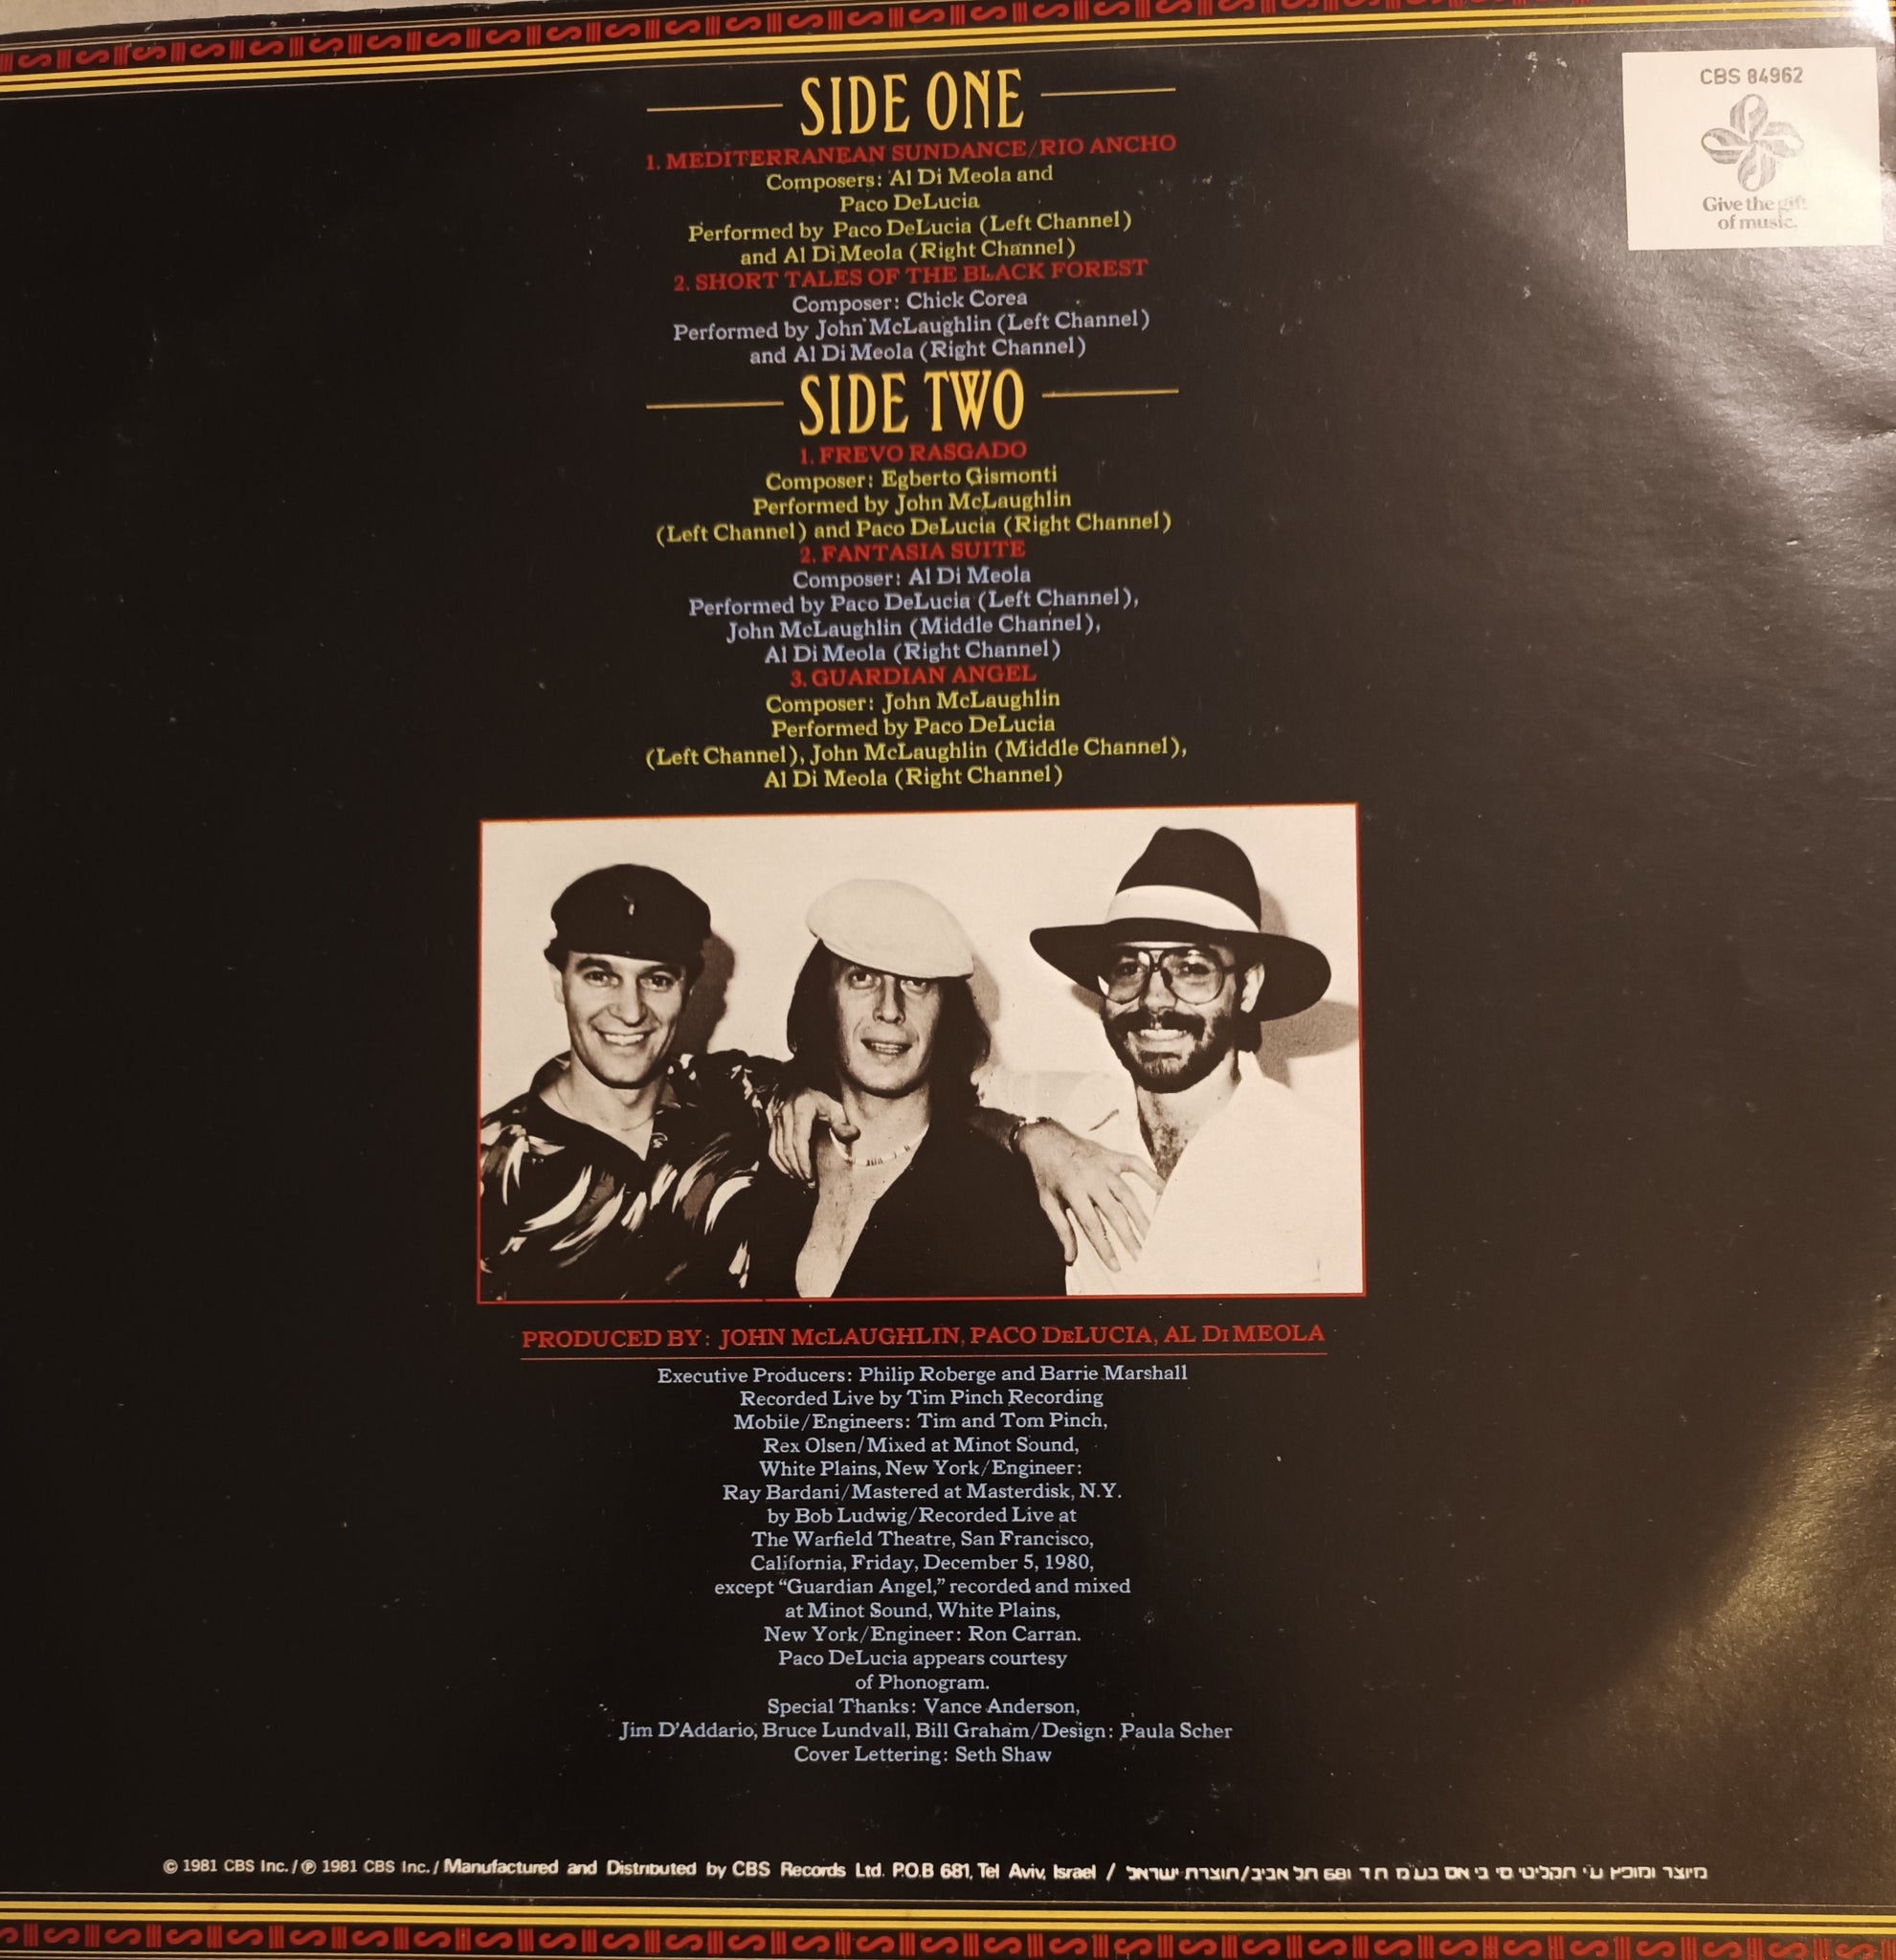 SIDE ONE
1. MEDITERRANEAN SUNDANCE/RIO ANCHO
Composers: Al Di Meola and
Paco DeLucia
Performed by Paco DeLucia (Left Channel)
and Al Di Meola (Right Channel)
2. SHORT TALES OF THE BLACK FOREST
Composer: Chick Corea
Performed by John McLaughlin (Left Channel)
and Al Di Meola (Right Channel)
SIDE TWO
1. FREVO RASGADO
Composer: Egberto Gismonti
Performed by John McLaughlin
(Left Channel) and Paco DeLucia (Right Channel)
2. FANTASIA SUITE
Composer: Al Di Meola
Performed by Paco DeLucia (Left Channel),
John McLaughlin (Middle Channel),
Al Di Meola (Right Channel)
3. GUARDIAN ANGEL
Composer: John McLaughlin
Performed by Paco DeLucia
(Left Channel), John McLaughlin (Middle Channel),
Al Di Meola (Right Channel)
CBS 84962
Give the gift
of music.
PRODUCED BY: JOHN McLAUGHLIN, PACO DeLUCIA, AL Di MEOLA
Executive Producers: Philip Roberge and Barrie Marshall
Recorded Live by Tim Pinch Recording
Mobile/Engineers: Tim and Tom Pinch,
Rex Olsen/Mixed at Minot Sound,
White Plains, New York/Engineer:
Ray Bardani/Mastered at Masterdisk, N.Y.
by Bob Ludwig/Recorded Live at
The Warfield Theatre, San Francisco,
California, Friday, December 5, 1980,
except “Guardian Angel,” recorded and mixed
at Minot Sound, White Plains,
New York/Engineer: Ron Carran.
Paco DeLucia appears courtesy
of Phonogram.
Special Thanks: Vance Anderson,
Jim D'Addario, Bruce Lundvall, Bill Graham/Design: Paula Scher
Cover Lettering: Seth Shaw
© 1981 CBS Inc. / ℗ 1981 CBS Inc. / Manufactured and Distributed by CBS Records Ltd. P.O.B 681, Tel Aviv, Israel / מיוצר ומופץ ע״י תקליטי סי בי אס בע״מ ת ד 681 תל אביב/תוצרת ישראל